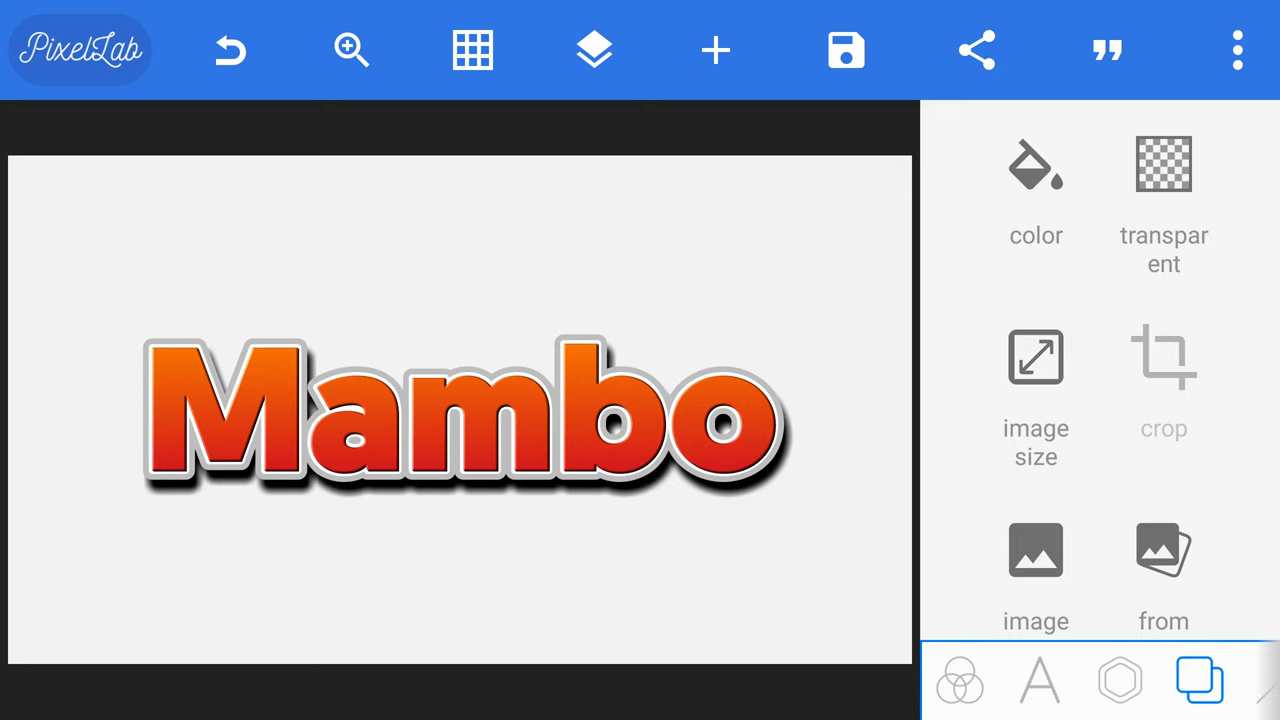 PixelLab
color
transpar
ent
Mambo
image
size
crop
image
from